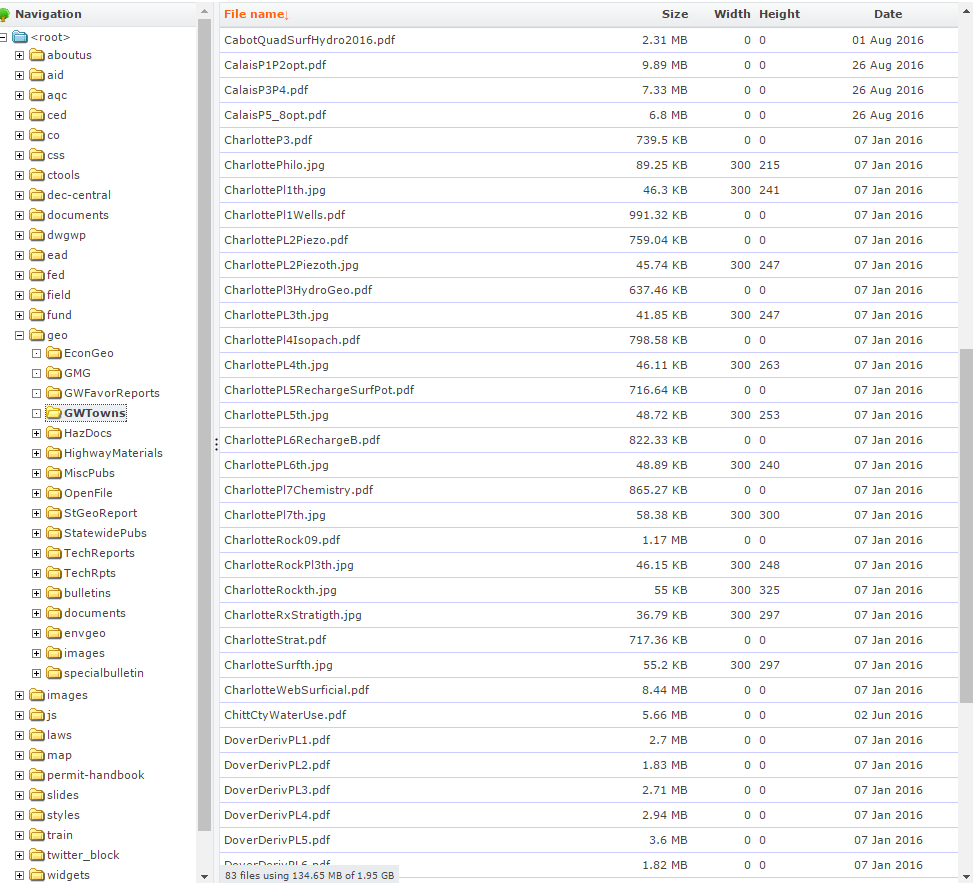 Navigation
<root>
aboutus
aid
aqc
ced
co
css
ctools
dec-central
documents
dwgwp
ead
fed
field
fund
geo
EconGeo
GMG
GWFavorReports
GWTowns
HazDocs
HighwayMaterials
MiscPubs
OpenFile
StGeoReport
StatewidePubs
TechReports
TechRpts
bulletins
documents
envgeo
images
specialbulletin
images
js
laws
map
permit-handbook
slides
styles
train
twitter_block
widgets
File name↓ Size Width Height Date
CabotQuadSurfHydro2016.pdf 2.31 MB 0 0 01 Aug 2016
CalaisP1P2opt.pdf 9.89 MB 0 0 26 Aug 2016
CalaisP3P4.pdf 7.33 MB 0 0 26 Aug 2016
CalaisP5_8opt.pdf 6.8 MB 0 0 26 Aug 2016
CharlotteP3.pdf 739.5 KB 0 0 07 Jan 2016
CharlottePhilo.jpg 89.25 KB 300 215 07 Jan 2016
CharlottePl1th.jpg 46.3 KB 300 241 07 Jan 2016
CharlottePl1Wells.pdf 991.32 KB 0 0 07 Jan 2016
CharlottePL2Piezo.pdf 759.04 KB 0 0 07 Jan 2016
CharlottePL2Piezoth.jpg 45.74 KB 300 247 07 Jan 2016
CharlottePl3HydroGeo.pdf 637.46 KB 0 0 07 Jan 2016
CharlottePL3th.jpg 41.85 KB 300 247 07 Jan 2016
CharlottePl4Isopach.pdf 798.58 KB 0 0 07 Jan 2016
CharlottePL4th.jpg 46.11 KB 300 263 07 Jan 2016
CharlottePL5RechargeSurfPot.pdf 716.64 KB 0 0 07 Jan 2016
CharlottePL5th.jpg 48.72 KB 300 253 07 Jan 2016
CharlottePL6RechargeB.pdf 822.33 KB 0 0 07 Jan 2016
CharlottePL6th.jpg 48.89 KB 300 240 07 Jan 2016
CharlottePl7Chemistry.pdf 865.27 KB 0 0 07 Jan 2016
CharlottePl7th.jpg 58.38 KB 300 300 07 Jan 2016
CharlotteRock09.pdf 1.17 MB 0 0 07 Jan 2016
CharlotteRockPl3th.jpg 46.15 KB 300 248 07 Jan 2016
CharlotteRockth.jpg 55 KB 300 325 07 Jan 2016
CharlotteRxStratigth.jpg 36.79 KB 300 297 07 Jan 2016
CharlotteStrat.pdf 717.36 KB 0 0 07 Jan 2016
CharlotteSurfth.jpg 55.2 KB 300 297 07 Jan 2016
CharlotteWebSurficial.pdf 8.44 MB 0 0 07 Jan 2016
ChittCtyWaterUse.pdf 5.66 MB 0 0 02 Jun 2016
DoverDerivPL1.pdf 2.7 MB 0 0 07 Jan 2016
DoverDerivPL2.pdf 1.83 MB 0 0 07 Jan 2016
DoverDerivPL3.pdf 2.71 MB 0 0 07 Jan 2016
DoverDerivPL4.pdf 2.94 MB 0 0 07 Jan 2016
DoverDerivPL5.pdf 3.6 MB 0 0 07 Jan 2016
DoverDerivPL6.pdf 1.82 MB 0 0 07 Jan 2016
83 files using 134.65 MB of 1.95 GB